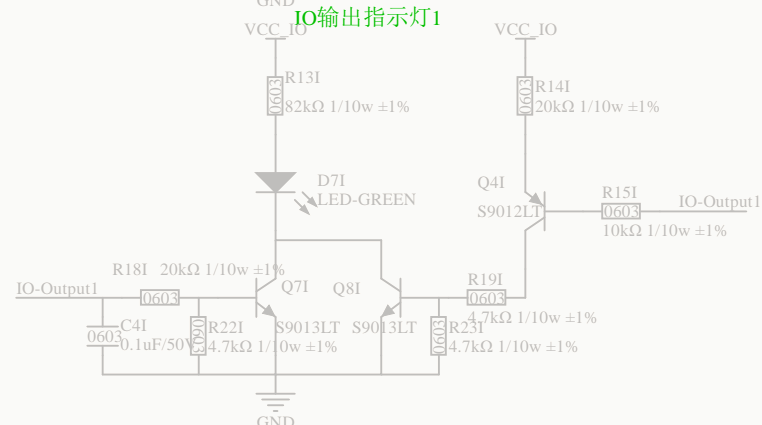 GND
IO输出指示灯1
VCC_IO
VCC_IO
R13I
0603
82kΩ 1/10w ±1%
R14I
0603
20kΩ 1/10w ±1%
D7I
LED-GREEN
Q4I
S9012LT
R15I
0603
10kΩ 1/10w ±1%
IO-Output1
IO-Output1
R18I 20kΩ 1/10w ±1%
0603
Q7I
S9013LT
Q8I
S9013LT
R19I
0603
4.7kΩ 1/10w ±1%
C4I
0603
0.1uF/50V
R22I
0603
4.7kΩ 1/10w ±1%
R23I
0603
4.7kΩ 1/10w ±1%
GND